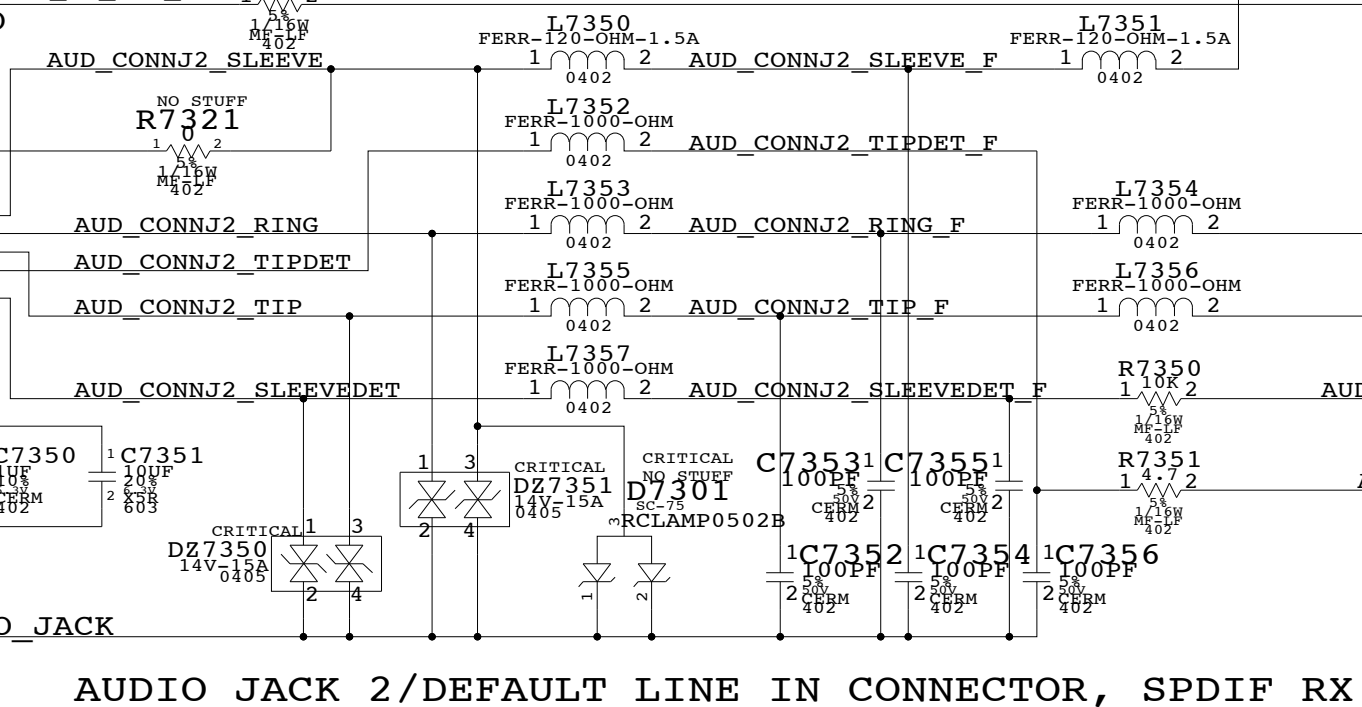 5%
1/16W
MF-LF
402
L7350
FERR-120-OHM-1.5A
1 2
0402
L7351
FERR-120-OHM-1.5A
1 2
0402
AUD_CONNJ2_SLEEVE
AUD_CONNJ2_SLEEVE_F
NO STUFF
R7321
0
1 2
5%
1/16W
MF-LF
402
L7352
FERR-1000-OHM
1 2
0402
AUD_CONNJ2_TIPDET_F
AUD_CONNJ2_RING
L7353
FERR-1000-OHM
1 2
0402
AUD_CONNJ2_RING_F
L7354
FERR-1000-OHM
1 2
0402
AUD_CONNJ2_TIPDET
AUD_CONNJ2_TIP
L7355
FERR-1000-OHM
1 2
0402
AUD_CONNJ2_TIP_F
L7356
FERR-1000-OHM
1 2
0402
AUD_CONNJ2_SLEEVEDET
L7357
FERR-1000-OHM
1 2
0402
AUD_CONNJ2_SLEEVEDET_F
R7350
10K
1 2
5%
1/16W
MF-LF
402
AUD
C7350
1UF
10%
CERM
402
1 C7351
10UF
20%
6.3V
2 X5R
603
CRITICAL
DZ7350
14V-15A
0405
1 3
2 4
1 3
2 4
CRITICAL
DZ7351
14V-15A
0405
CRITICAL
NO STUFF
D7301
SC-75
RCLAMP0502B
3
1 2
C7353 1
100PF
5%
50V
CERM 2
402
C7355 1
100PF
5%
50V
CERM 2
402
R7351
4.7
1 2
5%
1/16W
MF-LF
402
1 C7352
100PF
5%
50V
2 CERM
402
1 C7354
100PF
5%
50V
2 CERM
402
1 C7356
100PF
5%
50V
2 CERM
402
O_JACK
AUDIO JACK 2/DEFAULT LINE IN CONNECTOR, SPDIF RX